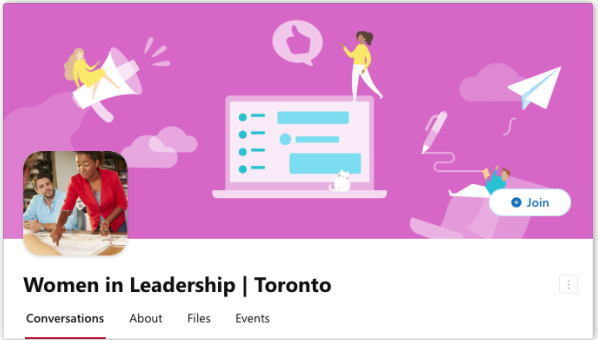 Join
Women in Leadership | Toronto
Conversations About Files Events